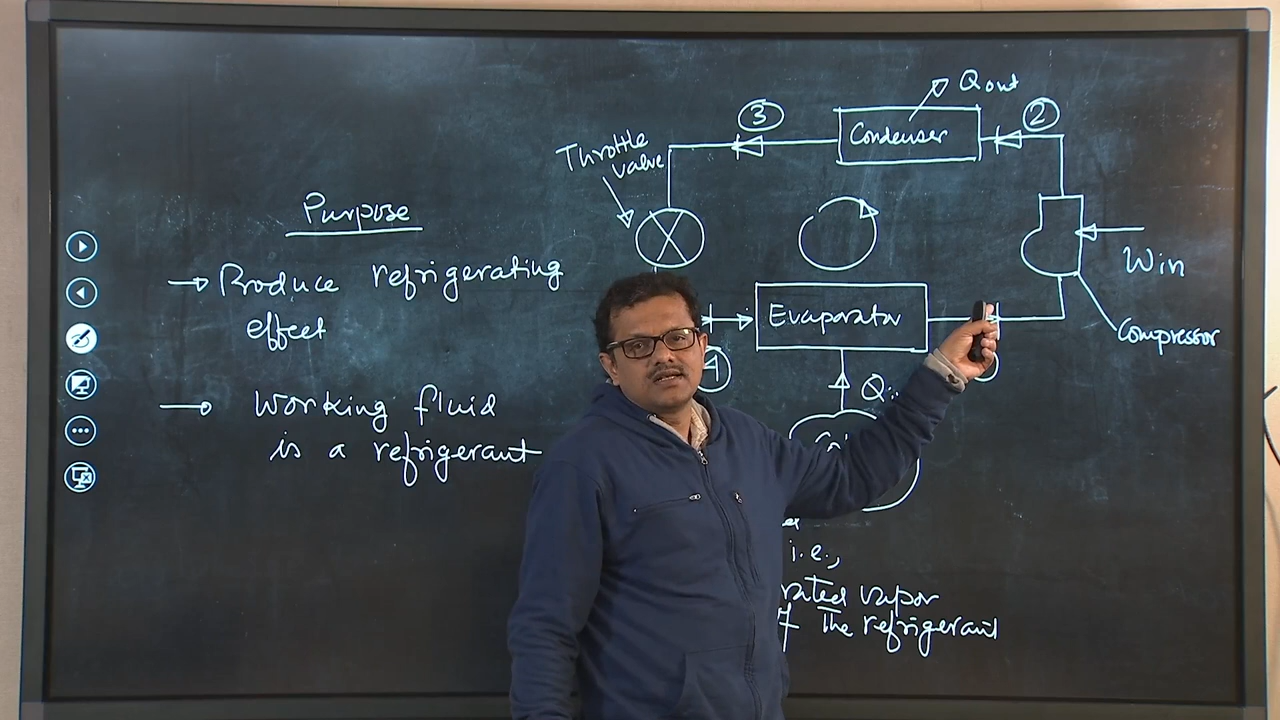 Purpose
→ Produce refrigerating
effect
→ Working fluid
is a refrigerant
Throttle
valve
3
Condenser
Qout
2
Win
Compressor
Evaporator
4
i.e.,
vapor
the refrigerant